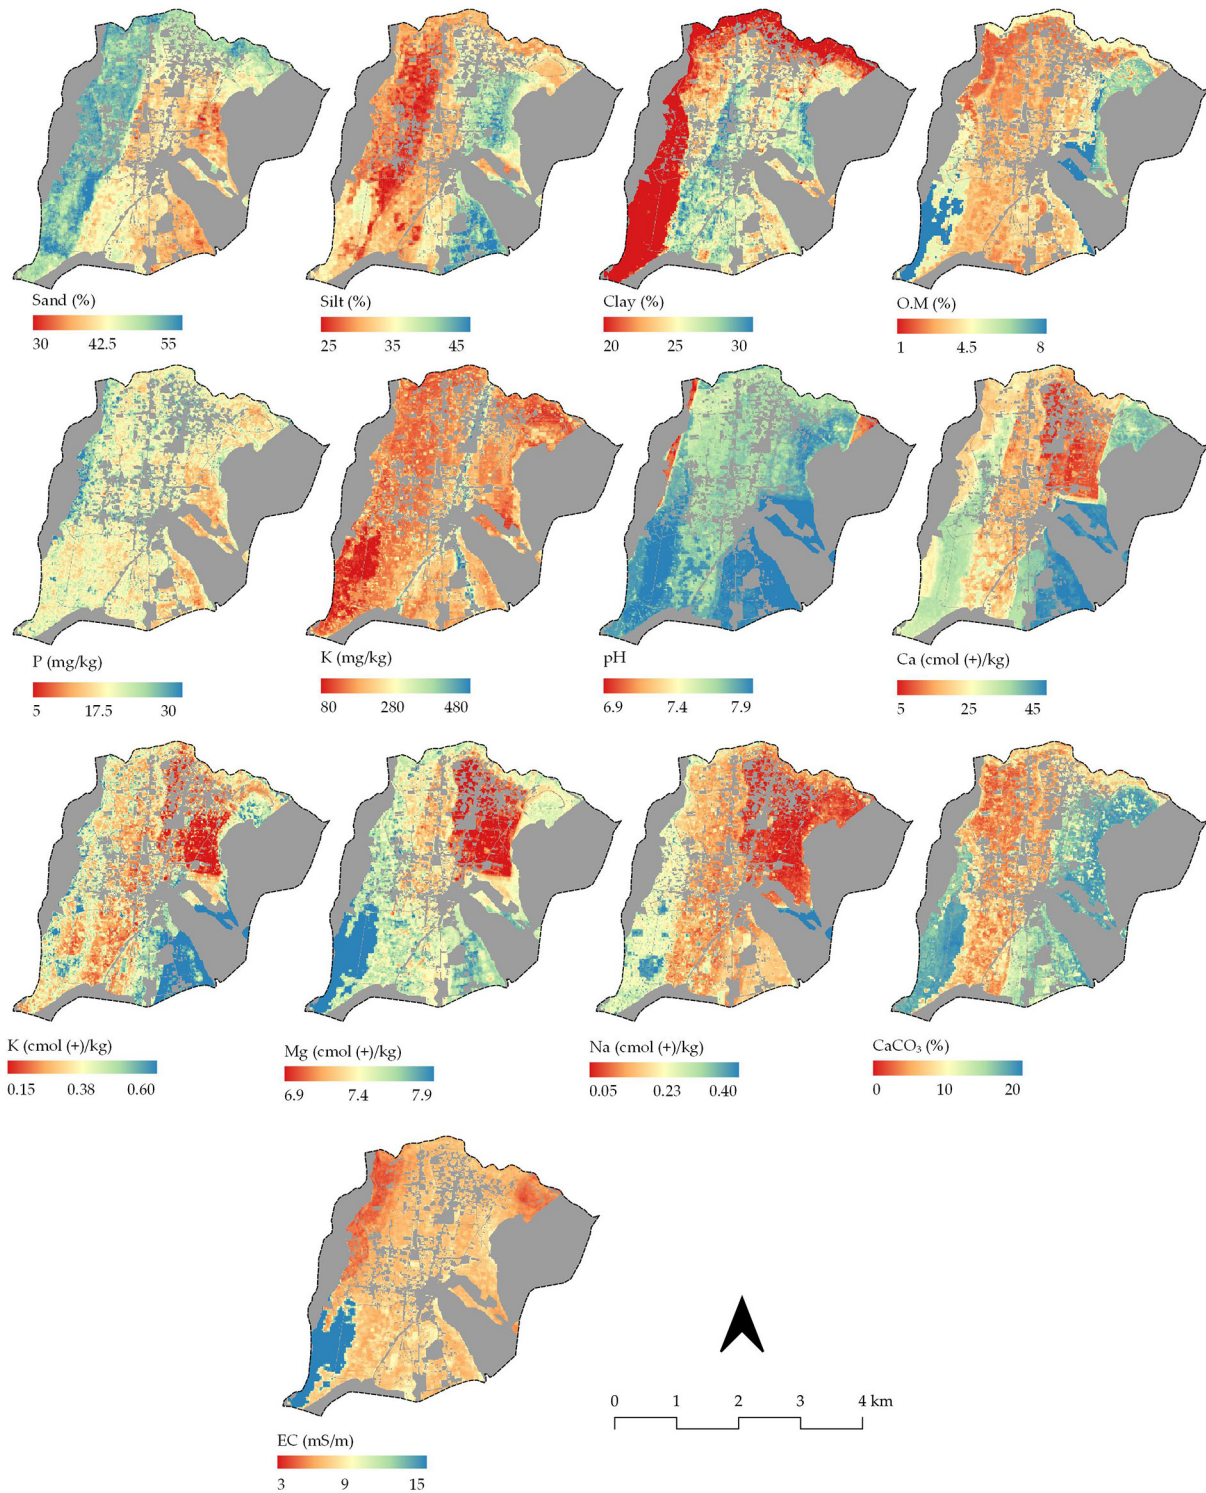 Sand (%)
30 42.5 55
Silt (%)
25 35 45
Clay (%)
20 25 30
O.M (%)
1 4.5 8
P (mg/kg)
5 17.5 30
K (mg/kg)
80 280 480
pH
6.9 7.4 7.9
Ca (cmol (+)/kg)
5 25 45
K (cmol (+)/kg)
0.15 0.38 0.60
Mg (cmol (+)/kg)
6.9 7.4 7.9
Na (cmol (+)/kg)
0.05 0.23 0.40
CaCO₃ (%)
0 10 20
0 1 2 3 4 km
EC (mS/m)
3 9 15